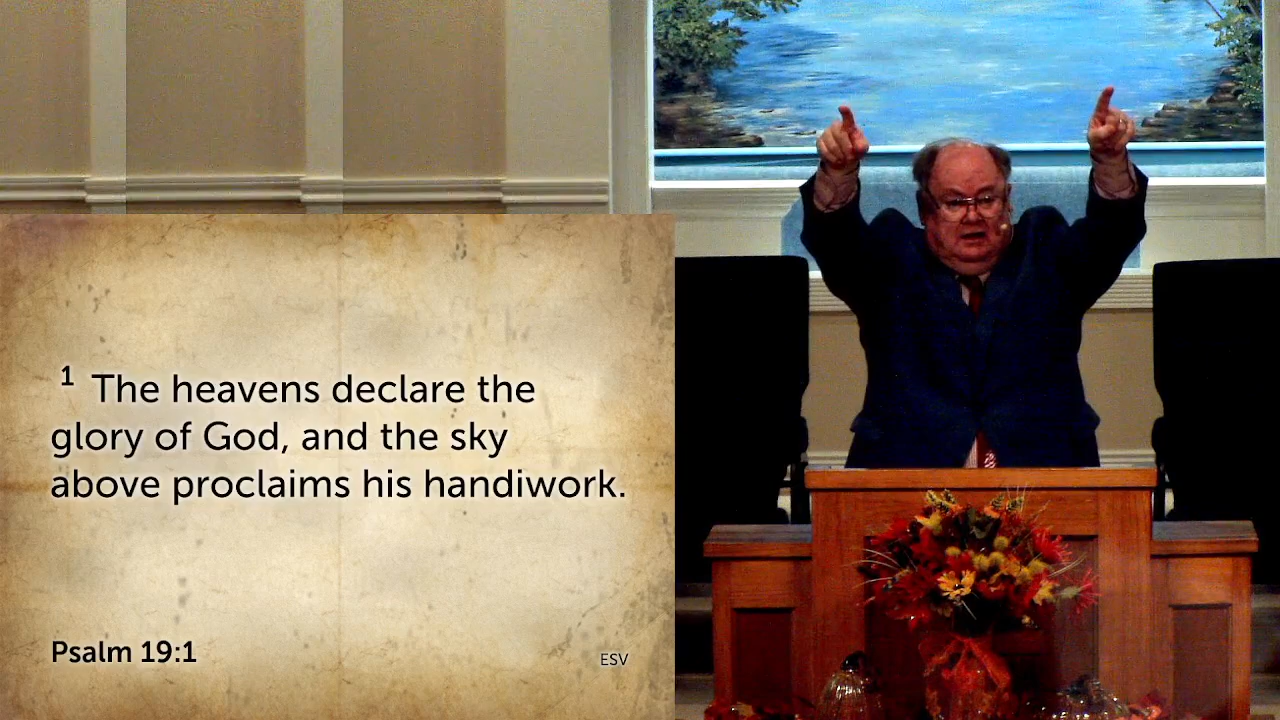 1 The heavens declare the
glory of God, and the sky
above proclaims his handiwork.
Psalm 19:1
ESV